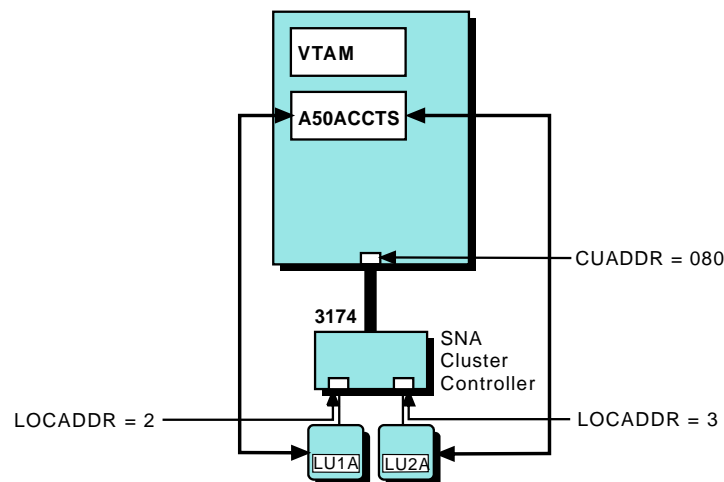 VTAM
A50ACCTS
CUADDR = 080
3174
SNA
Cluster
Controller
LOCADDR = 2
LOCADDR = 3
LU1A
LU2A